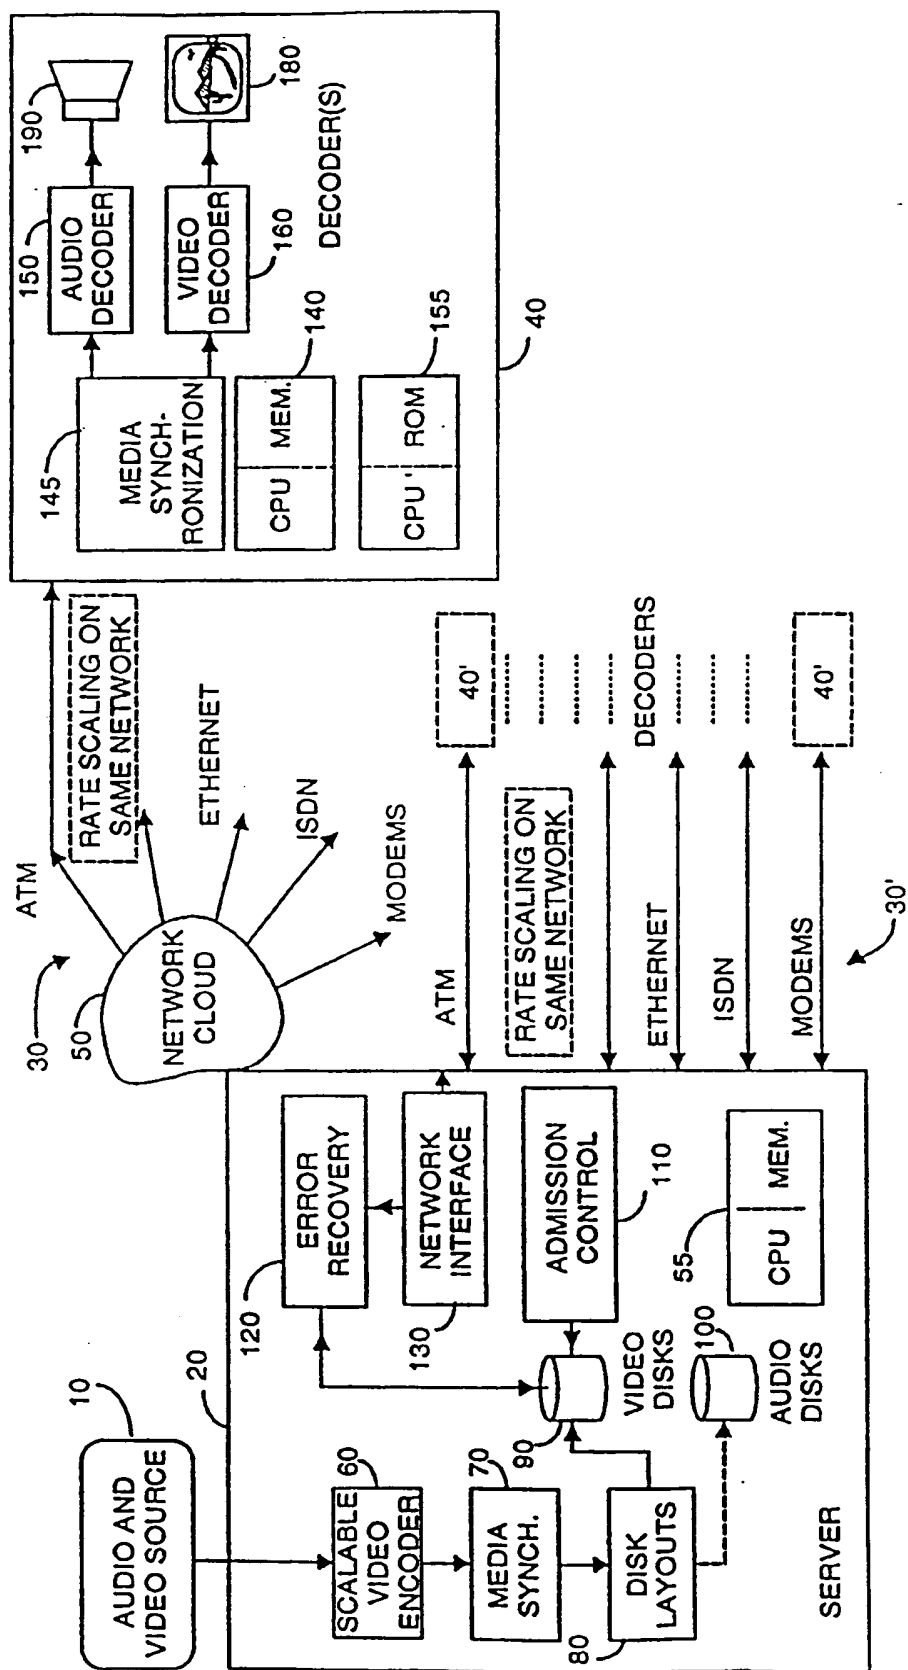 10
AUDIO AND
VIDEO SOURCE
20
SCALABLE
VIDEO
ENCODER
60
MEDIA
SYNCH.
70
DISK
LAYOUTS
80
SERVER
120
ERROR
RECOVERY
NETWORK
INTERFACE
130
90
VIDEO
DISKS
ADMISSION
CONTROL
110
100
AUDIO
DISKS
55
CPU
MEM.
30
50
NETWORK
CLOUD
ATM
RATE SCALING ON
SAME NETWORK
ETHERNET
ISDN
MODEMS
ATM
RATE SCALING ON
SAME NETWORK
ETHERNET
ISDN
MODEMS
30'
40'
DECODERS
40'
145
MEDIA
SYNCH-
RONIZATION
150
AUDIO
DECODER
190
VIDEO
DECODER
160
180
CPU
MEM.
140
CPU '
ROM
155
DECODER(S)
40